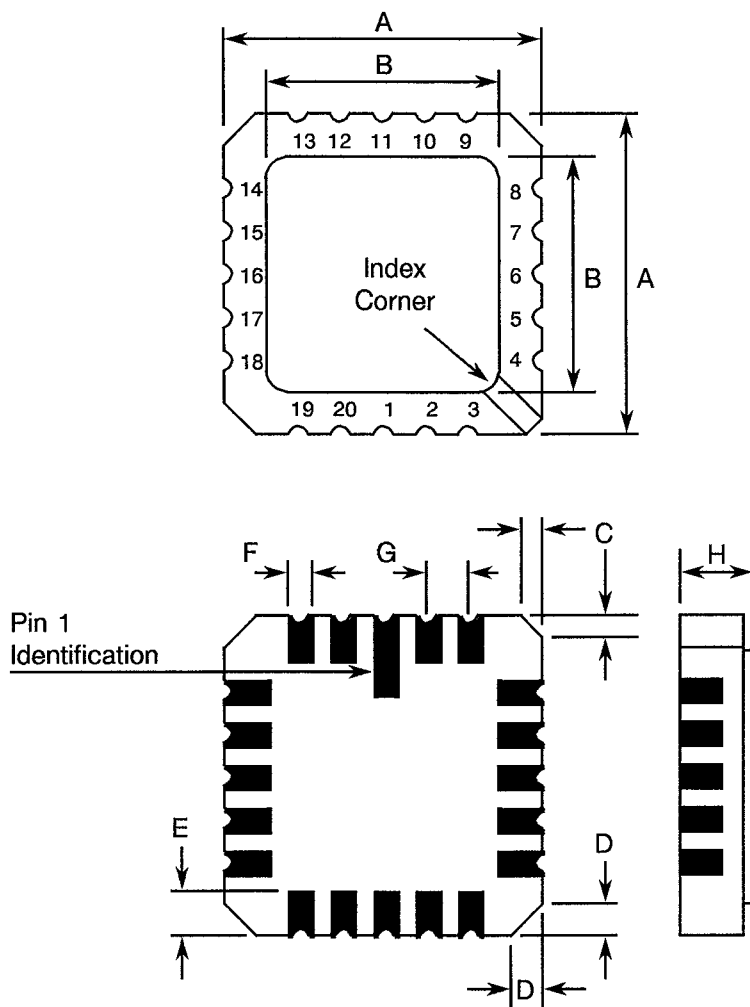 A
B
13 12 11 10 9
14 8
15 7
16 6
17 5
18 4
Index
Corner
B A
19 20 1 2 3
F G C H
Pin 1
Identification
E D
D